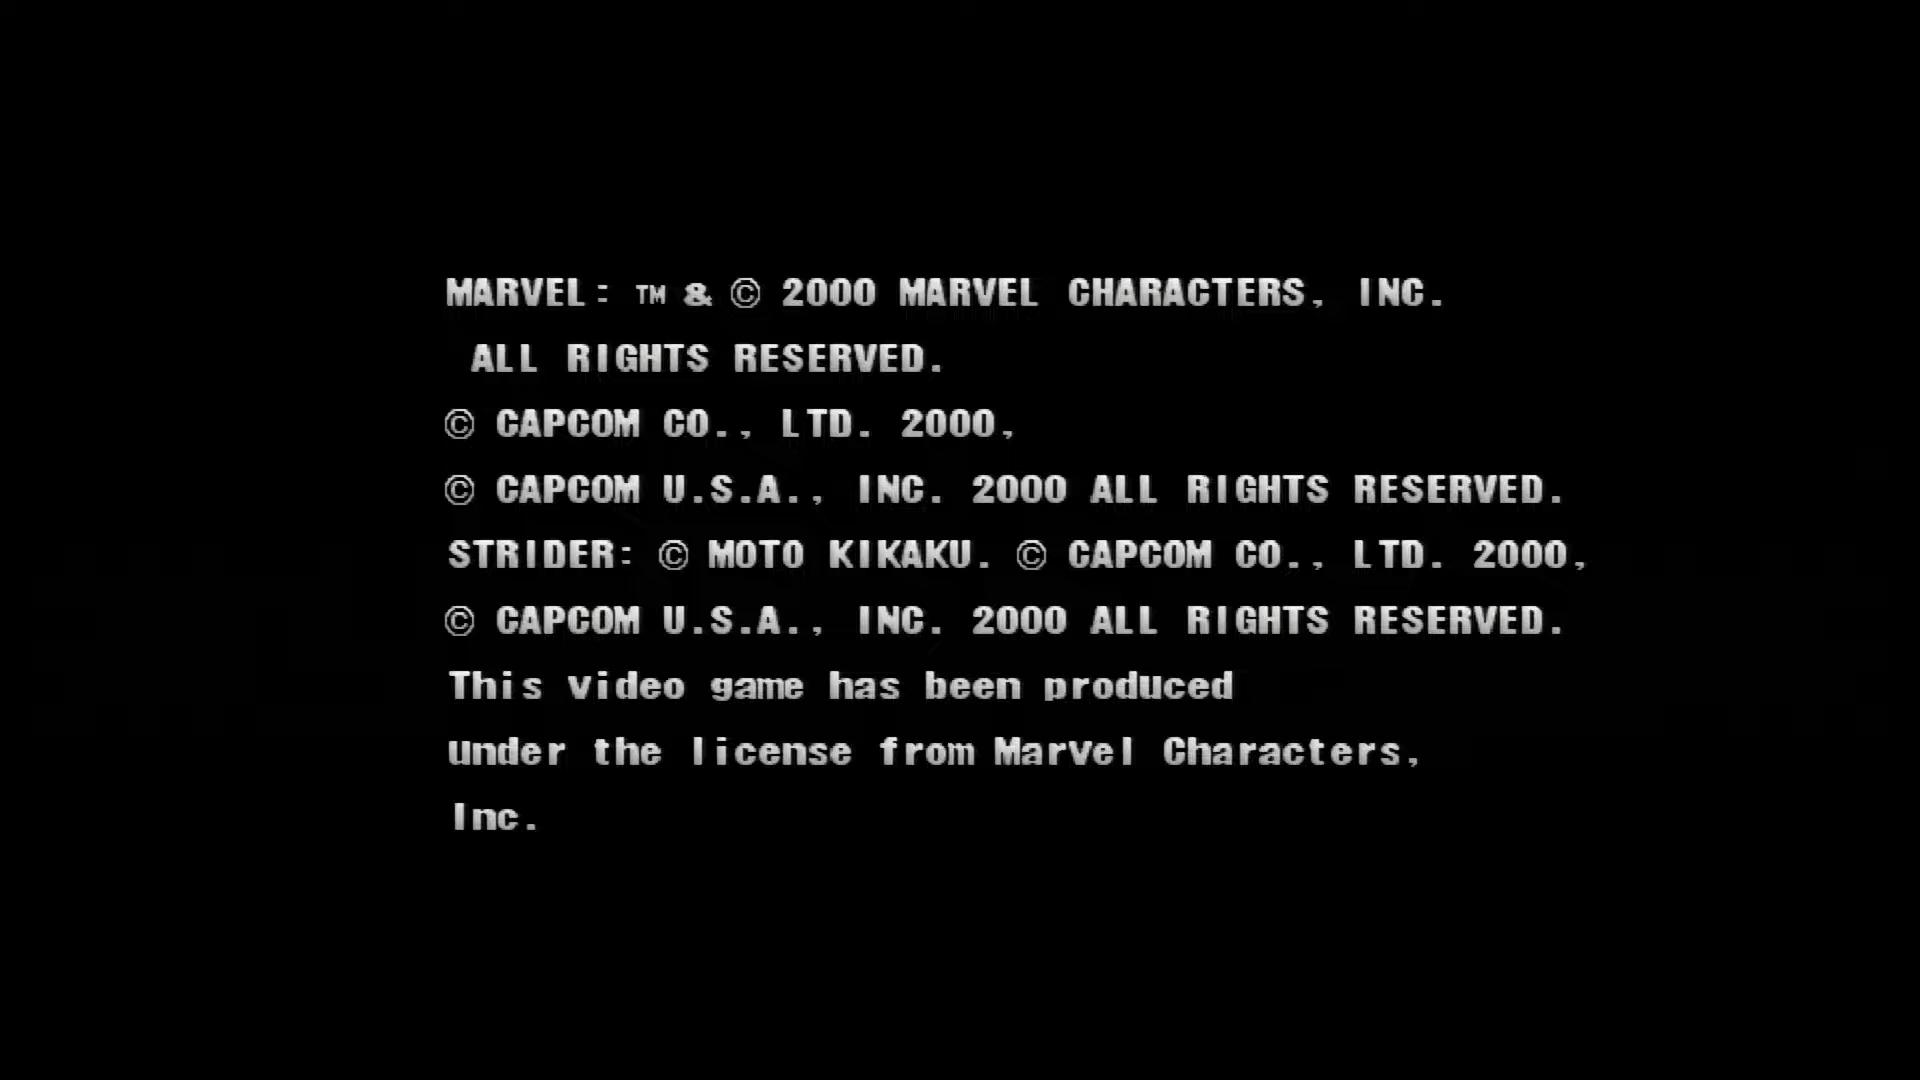 MARVEL: ™ & © 2000 MARVEL CHARACTERS, INC.
ALL RIGHTS RESERVED.
© CAPCOM CO., LTD. 2000,
© CAPCOM U.S.A., INC. 2000 ALL RIGHTS RESERVED.
STRIDER: © MOTO KIKAKU. © CAPCOM CO., LTD. 2000,
© CAPCOM U.S.A., INC. 2000 ALL RIGHTS RESERVED.
This video game has been produced
under the license from Marvel Characters,
Inc.